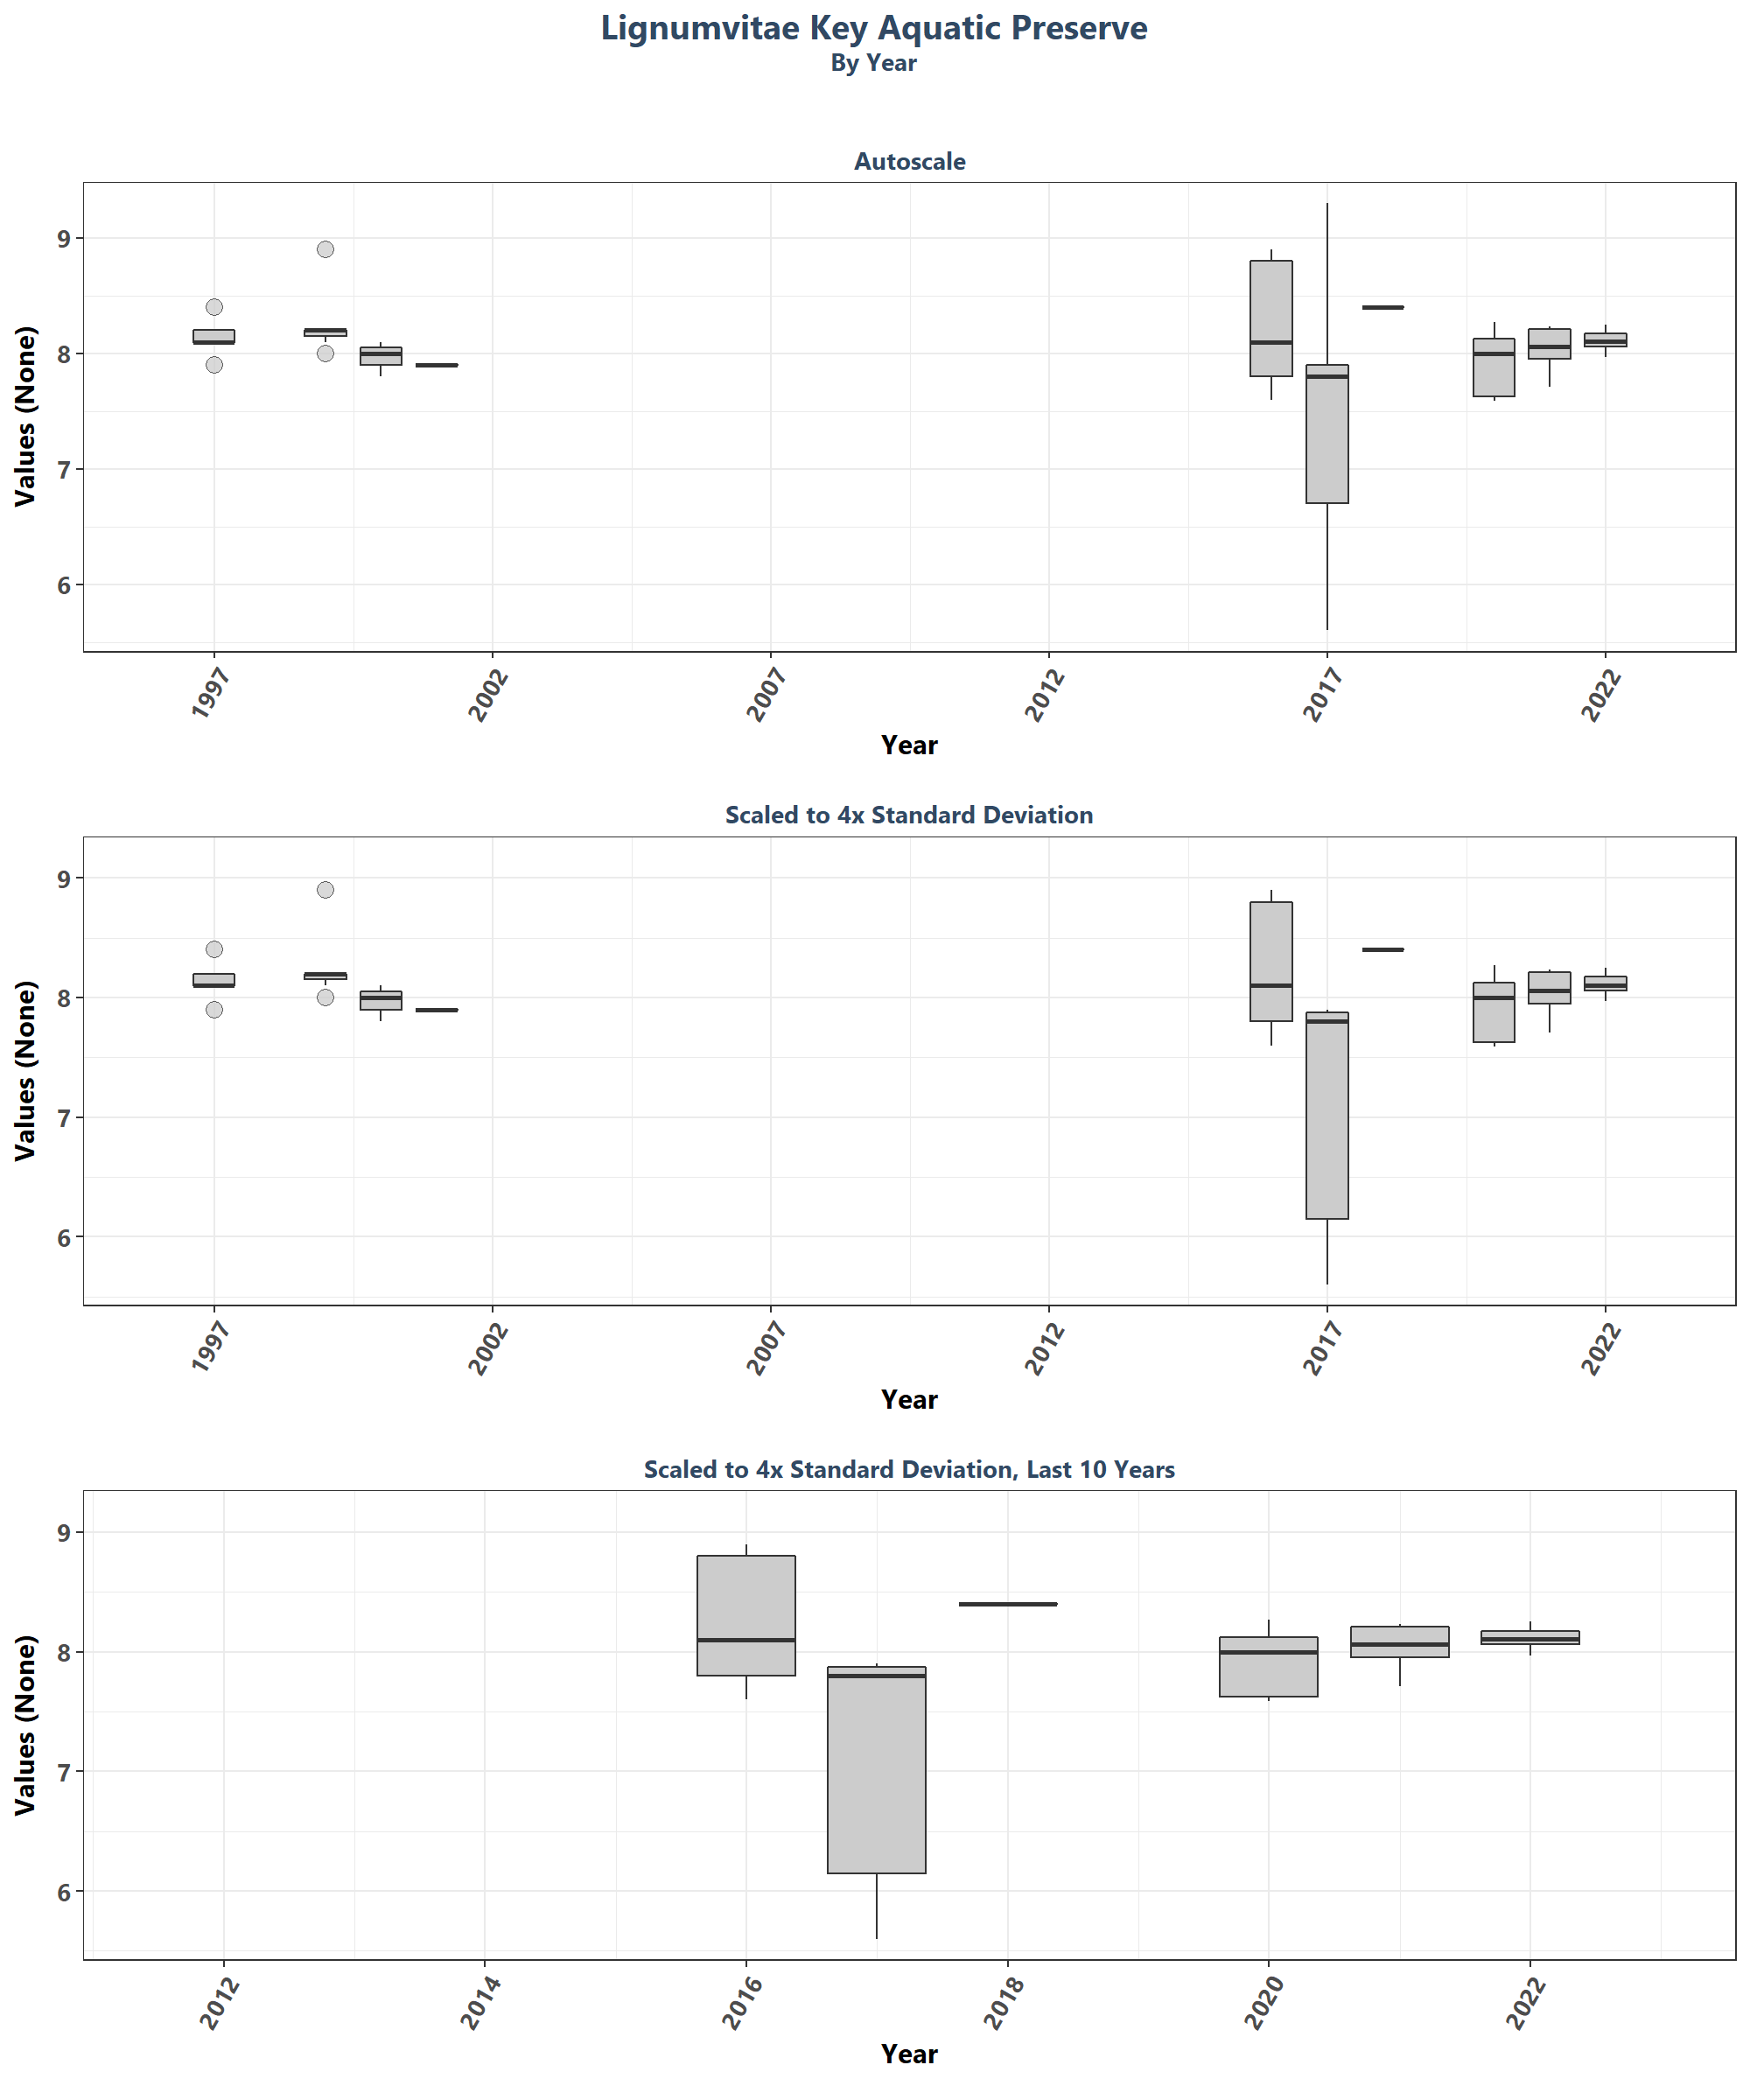 Lignumvitae Key Aquatic Preserve
By Year
Autoscale
Values (None)
9
8
7
6
1997 2002 2007 2012 2017 2022
Year
Scaled to 4x Standard Deviation
Values (None)
9
8
7
6
1997 2002 2007 2012 2017 2022
Year
Scaled to 4x Standard Deviation, Last 10 Years
Values (None)
9
8
7
6
2012 2014 2016 2018 2020 2022
Year